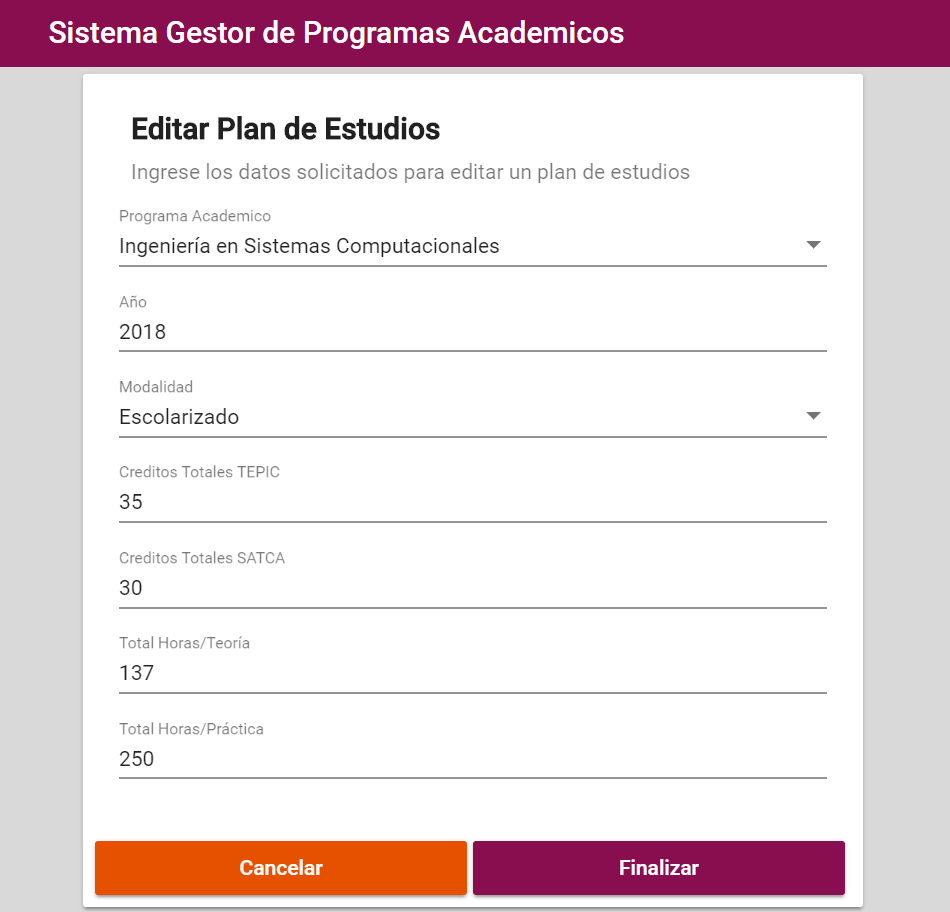 Sistema Gestor de Programas Academicos
Editar Plan de Estudios
Ingrese los datos solicitados para editar un plan de estudios
Programa Academico
Ingeniería en Sistemas Computacionales
Año
2018
Modalidad
Escolarizado
Creditos Totales TEPIC
35
Creditos Totales SATCA
30
Total Horas/Teoría
137
Total Horas/Práctica
250
Cancelar
Finalizar